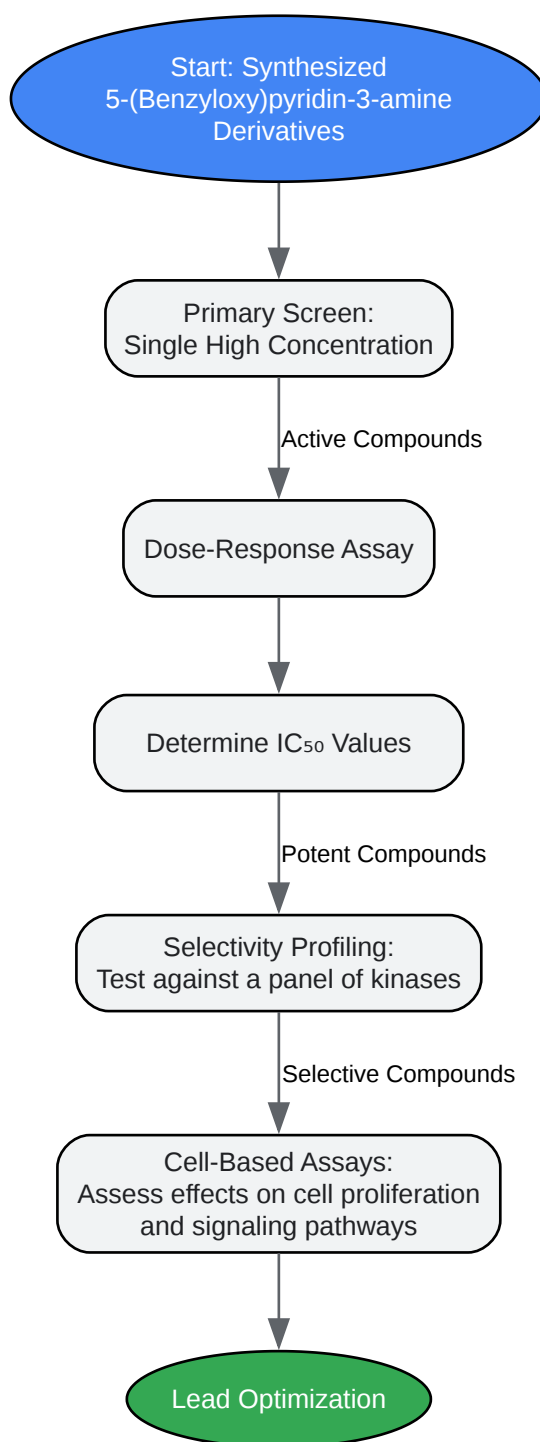 Start: Synthesized
5-(Benzyloxy)pyridin-3-amine
Derivatives
Primary Screen:
Single High Concentration
Active Compounds
Dose-Response Assay
Determine IC₅₀ Values
Potent Compounds
Selectivity Profiling:
Test against a panel of kinases
Selective Compounds
Cell-Based Assays:
Assess effects on cell proliferation
and signaling pathways
Lead Optimization